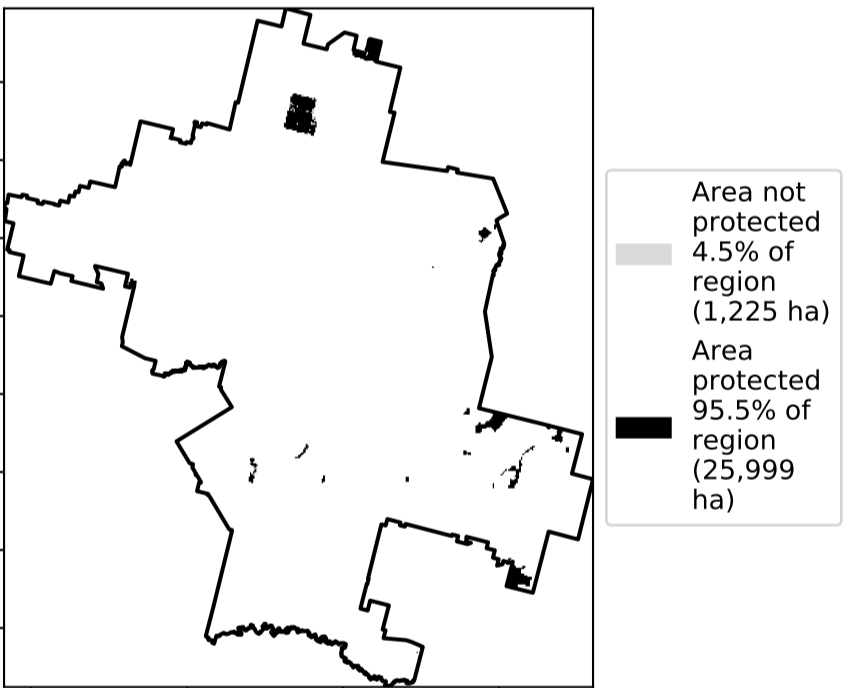 Area not
protected
4.5% of
region
(1,225 ha)
Area
protected
95.5% of
region
(25,999
ha)